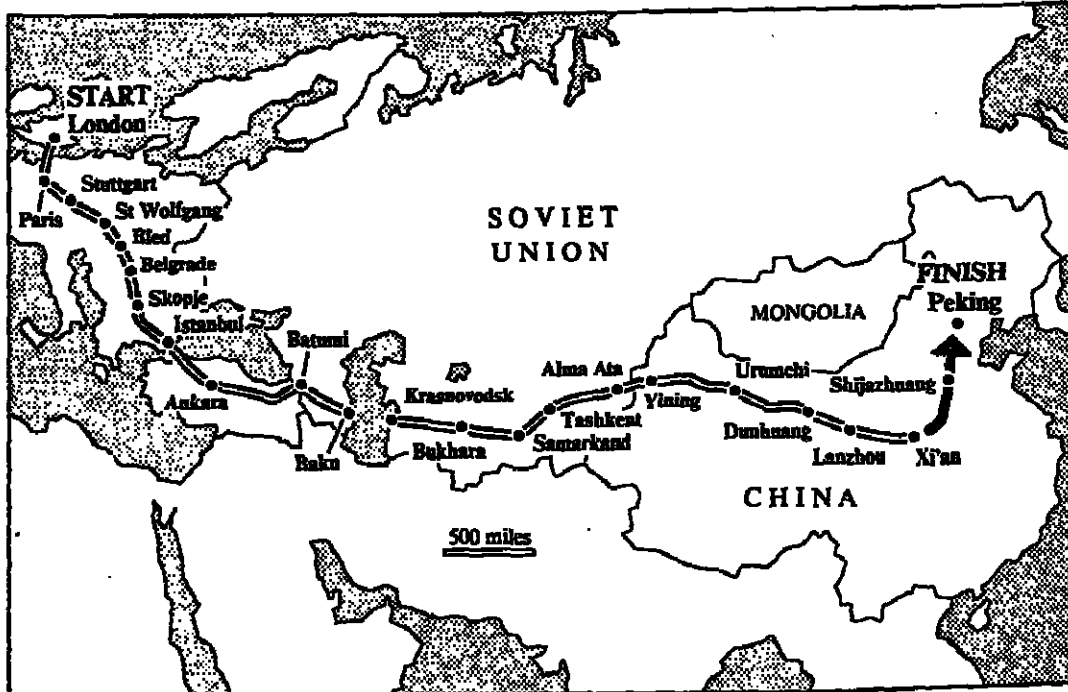 START
London
Paris
Stuttgart
St Wolfgang
Bled
Belgrade
Skopje
Istanbul
Ankara
Batumi
Baku
Krasnovodsk
Bukhara
Samarkand
Tashkent
Alma Ata
Yining
Urumchi
Dunhuang
Lanzhou
Xi'an
Shijazhuang
FINISH
Peking
SOVIET
UNION
MONGOLIA
CHINA
500 miles